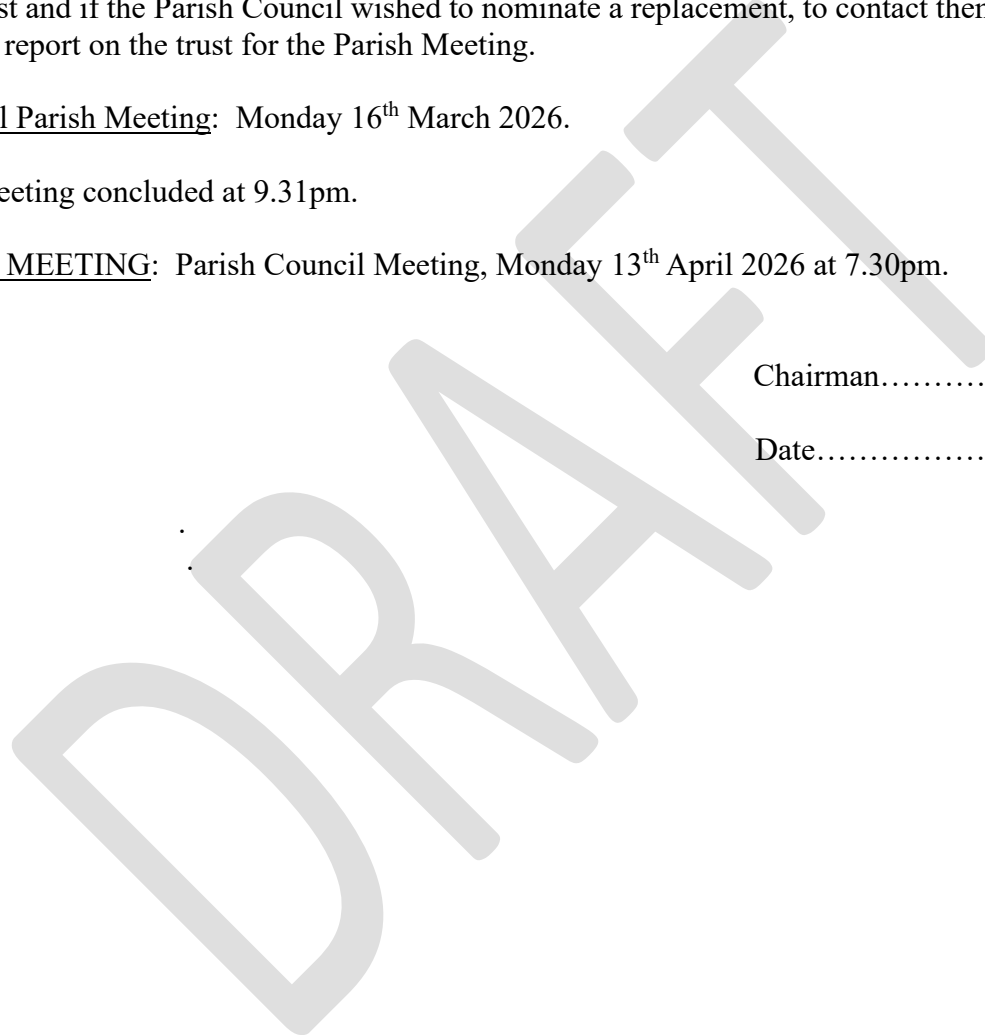 st and if the Parish Council wished to nominate a replacement, to contact then
report on the trust for the Parish Meeting.
l Parish Meeting: Monday 16th March 2026.
eeting concluded at 9.31pm.
MEETING: Parish Council Meeting, Monday 13th April 2026 at 7.30pm.
Chairman……….
Date…………….
.
.
DRAFT